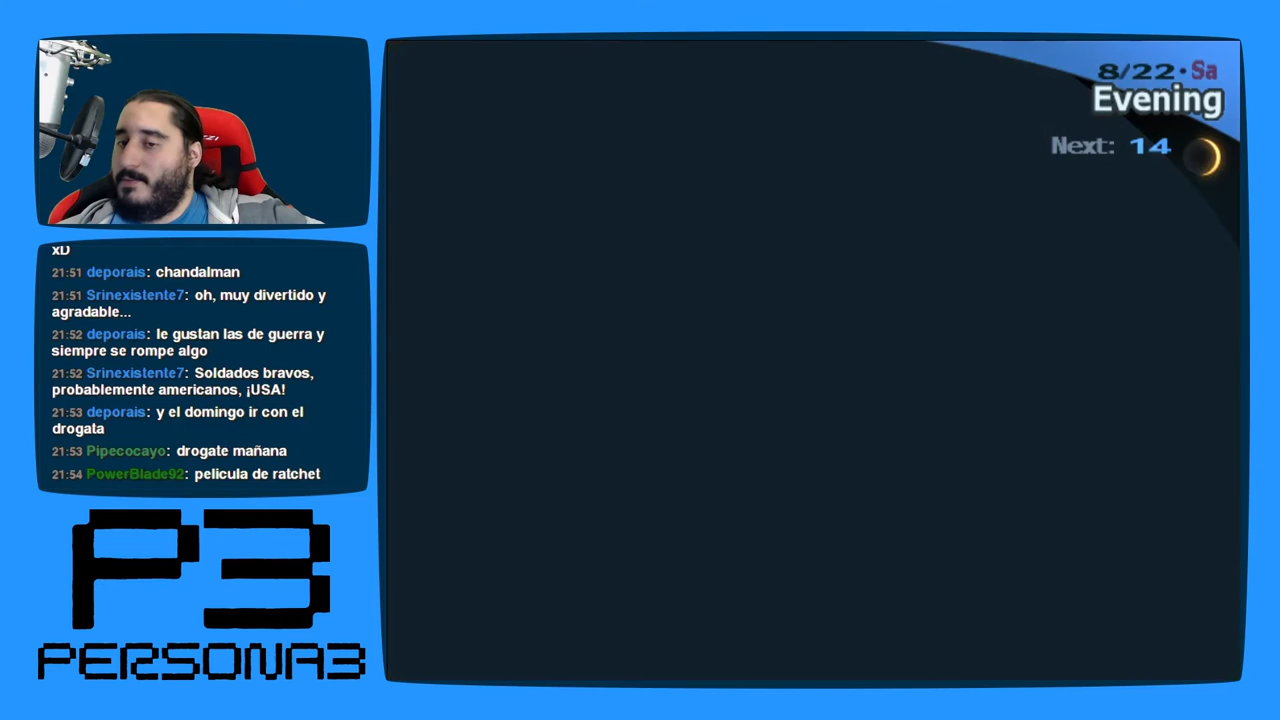 xD
21:51 deporais: chandalman
21:51 Srinexistente7: oh, muy divertido y
agradable...
21:52 deporais: le gustan las de guerra y
siempre se rompe algo
21:52 Srinexistente7: Soldados bravos,
probablemente americanos, ¡USA!
21:53 deporais: y el domingo ir con el
drogata
21:53 Pipecocayo: drogate mañana
21:54 PowerBlade92: pelicula de ratchet
P3
PERSONA3
8/22·Sa
Evening
Next: 14